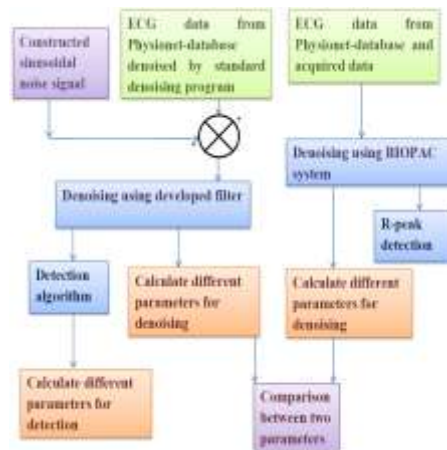 Constructed
sinusoidal
noise signal
ECG data from
Physionet-database
denoised by standard
denoising program
ECG data from
Physionet-database and
acquired data
Denoising using BIOPAC
system
Denoising using developed filter
R-peak
detection
Detection
algorithm
Calculate different
parameters for
denoising
Calculate different
parameters for
denoising
Calculate different
parameters for
detection
Comparison
between two
parameters